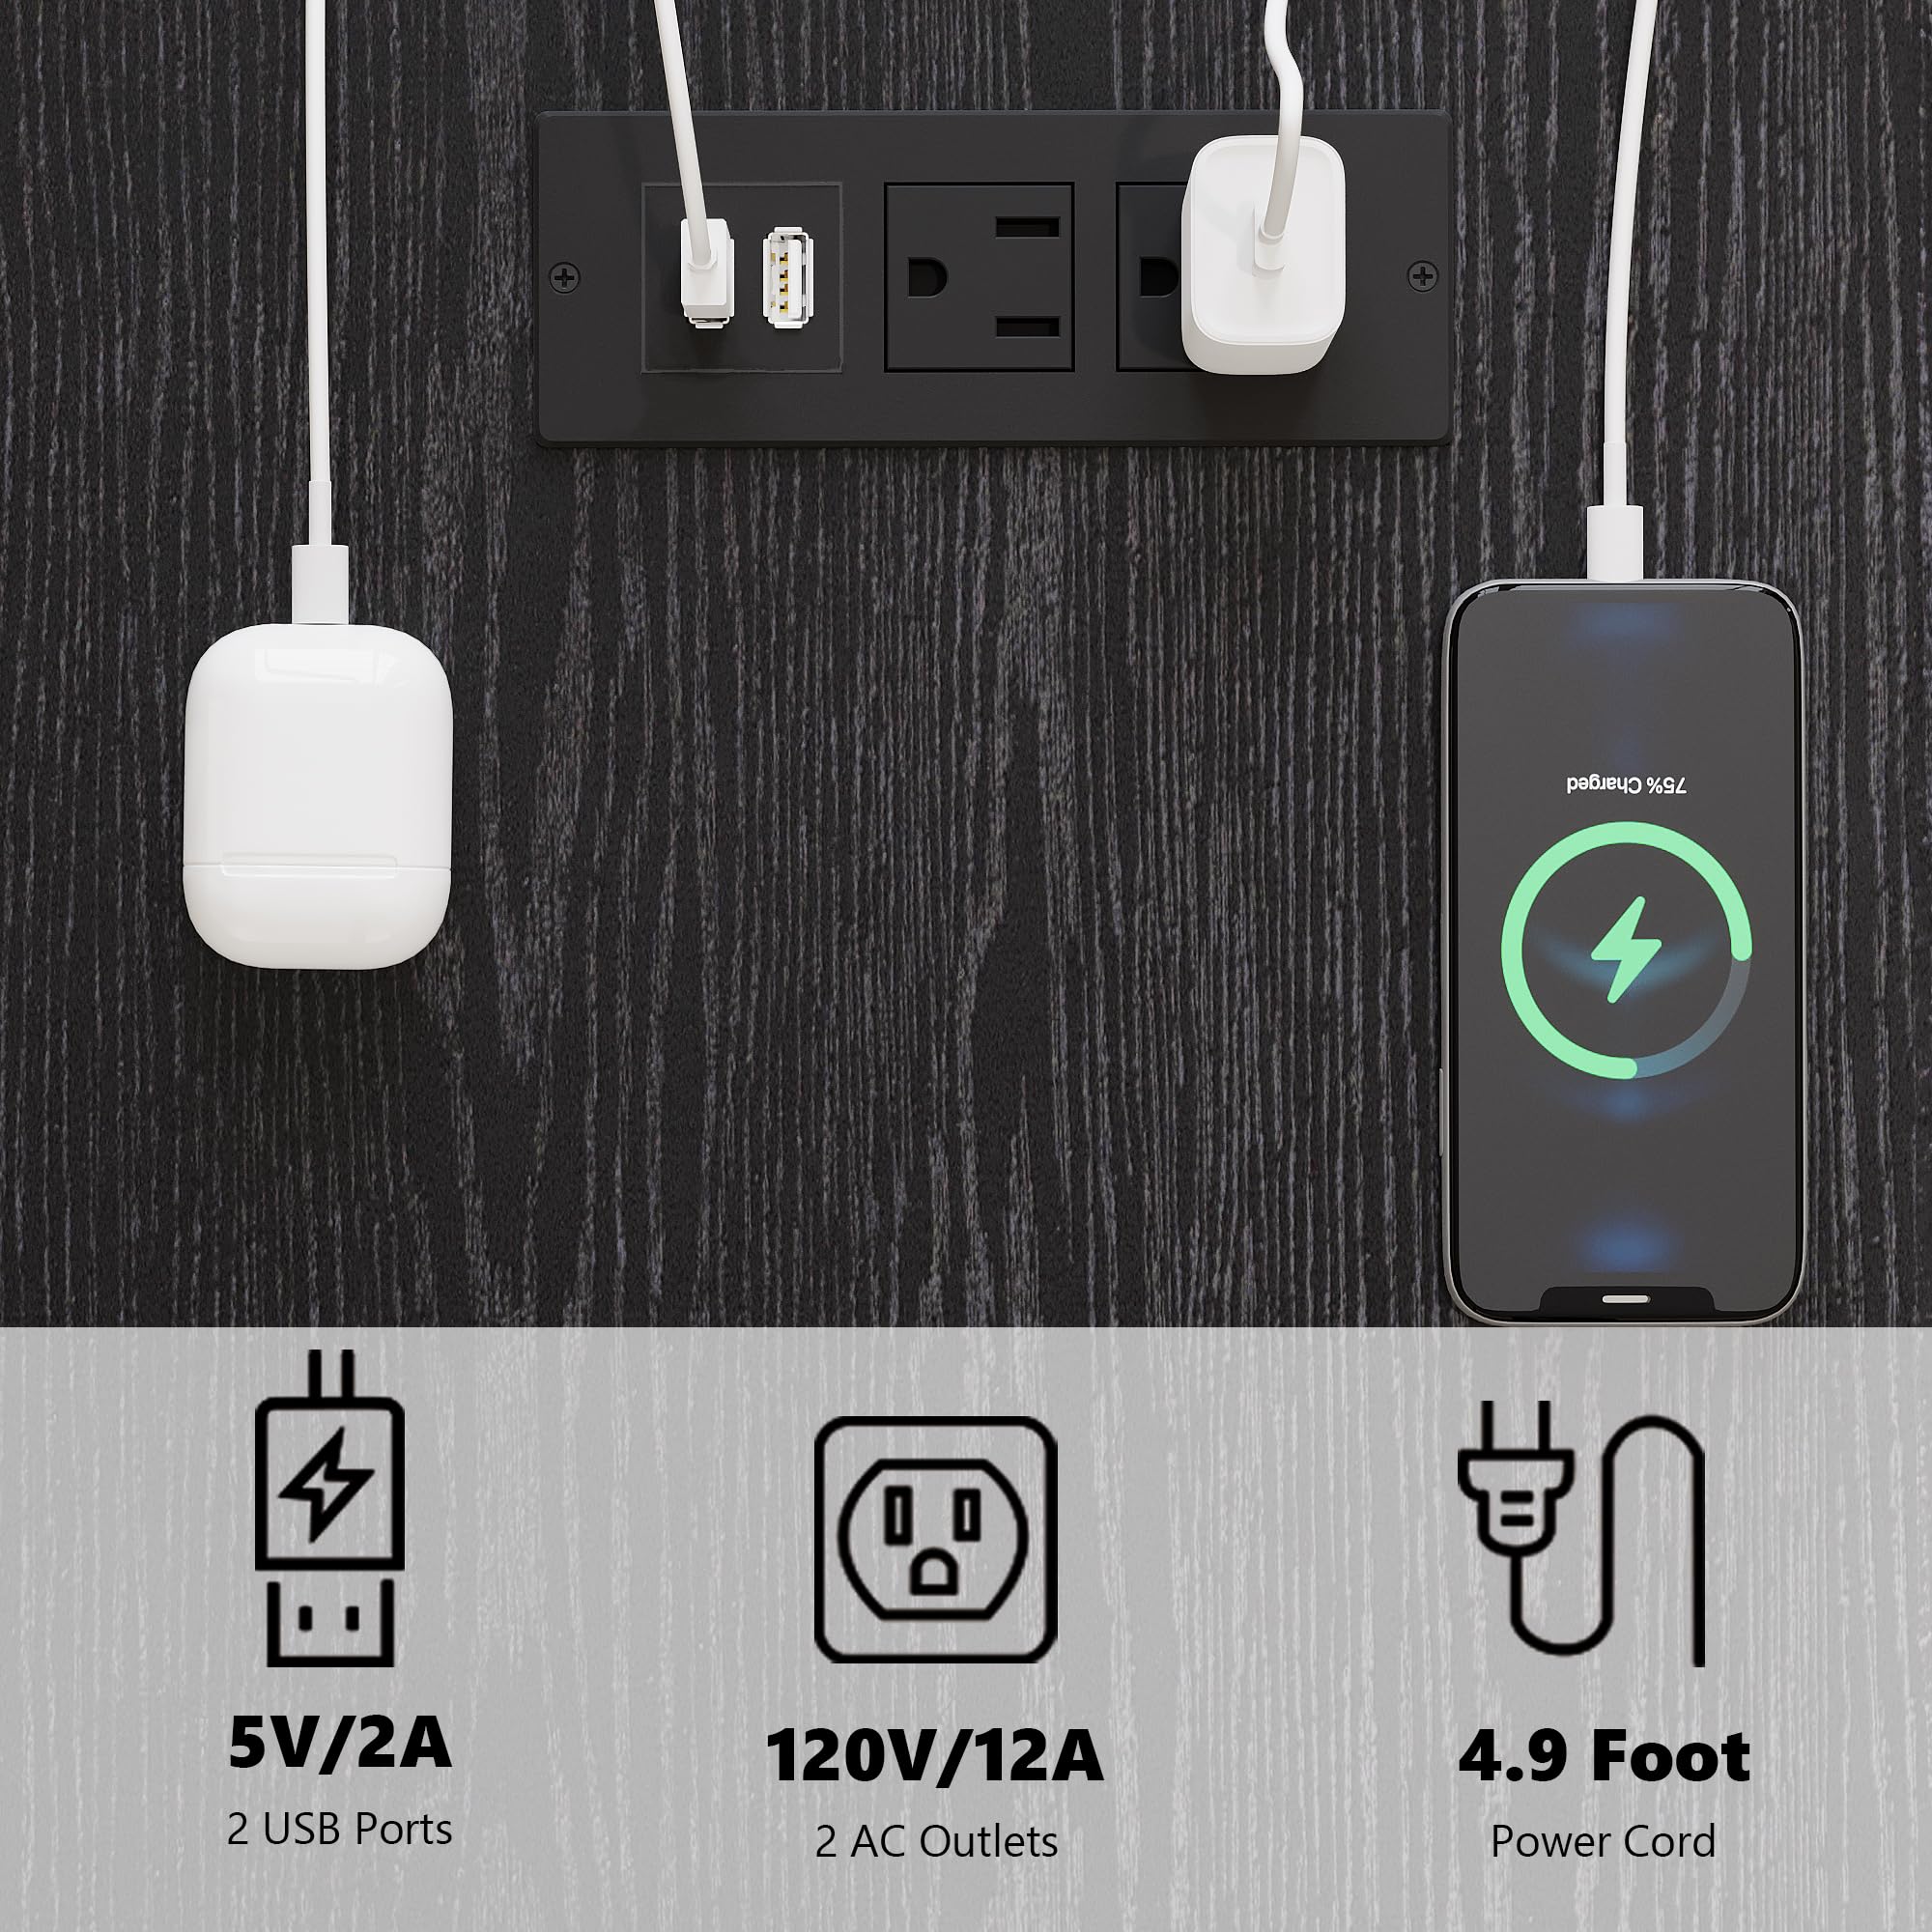 75% Charged
5V/2A
2 USB Ports
120V/12A
2 AC Outlets
4.9 Foot
Power Cord